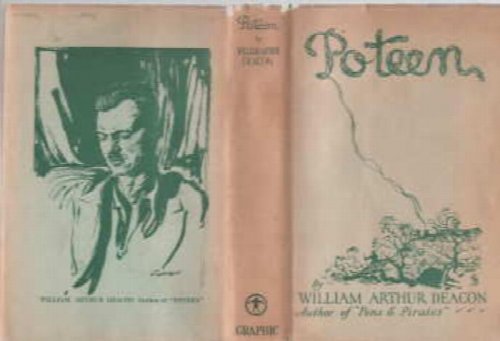 WILLIAM ARTHUR DEACON Author of "POTEEN"
Poteen
by
WILLIAM ARTHUR
DEACON
GRAPHIC
Poteen
by
WILLIAM ARTHUR DEACON
Author of "Pens & Pirates"